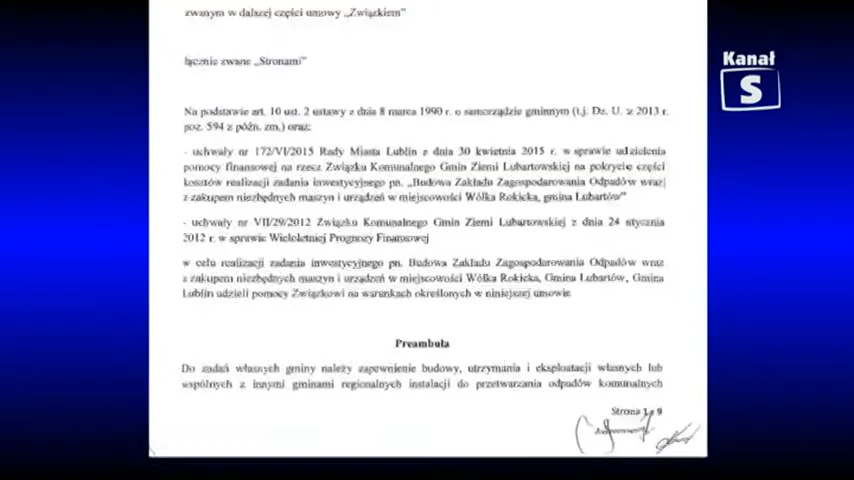 zwanym w dalszej części umowy „Związkiem”
łącznie zwane „Stronami”
Na podstawie art. 10 ust. 2 ustawy z dnia 8 marca 1990 r. o samorządzie gminnym (t.j. Dz. U. z 2013 r.
poz. 594 z późn. zm.) oraz:
- uchwały nr 172/VI/2015 Rady Miasta Lublin z dnia 30 kwietnia 2015 r. w sprawie udzielenia
pomocy finansowej na rzecz Związku Komunalnego Gmin Ziemi Lubartowskiej na pokrycie części
kosztów realizacji zadania inwestycyjnego pn. „Budowa Zakładu Zagospodarowania Odpadów wraz
z zakupem niezbędnych maszyn i urządzeń w miejscowości Wólka Rokicka, gmina Lubartów”
- uchwały nr VII/29/2012 Związku Komunalnego Gmin Ziemi Lubartowskiej z dnia 24 stycznia
2012 r. w sprawie Wieloletniej Prognozy Finansowej
w celu realizacji zadania inwestycyjnego pn. Budowa Zakładu Zagospodarowania Odpadów wraz
z zakupem niezbędnych maszyn i urządzeń w miejscowości Wólka Rokicka, Gmina Lubartów, Gmina
Lublin udzieli pomocy Związkowi na warunkach określonych w niniejszej umowie
Preambuła
Do zadań własnych gminy należy zapewnienie budowy, utrzymania i eksploatacji własnych lub
wspólnych z innymi gminami regionalnych instalacji do przetwarzania odpadów komunalnych
Strona 1 z 9
Kanał
S